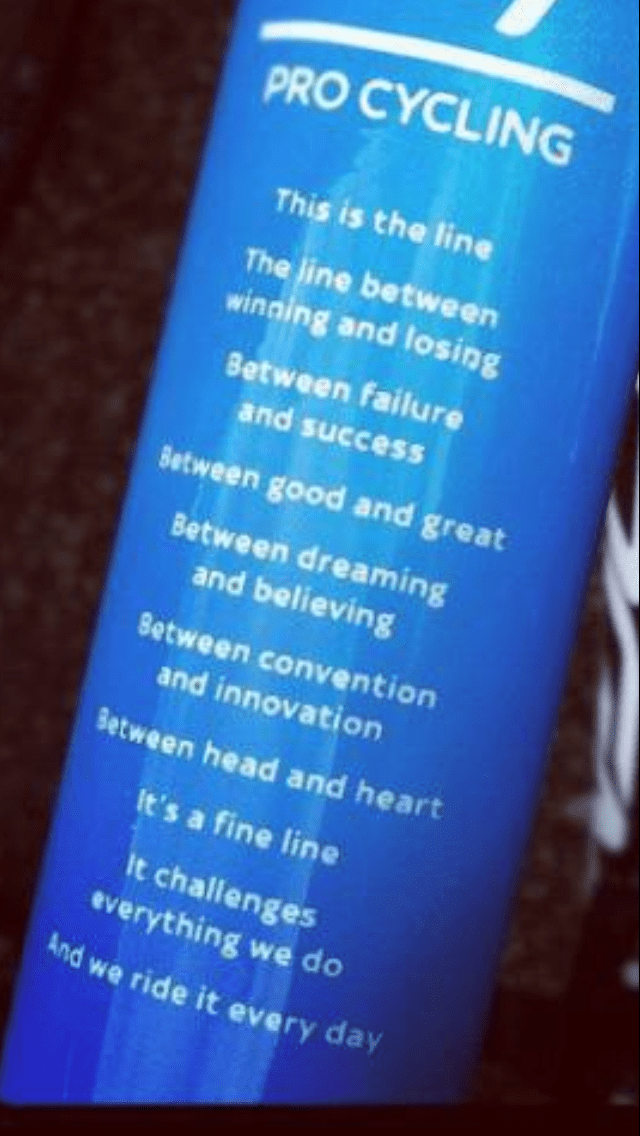 PRO CYCLING
This is the line
The line between
winning and losing
Between failure
and success
Between good and great
Between dreaming
and believing
Between convention
and innovation
Between head and heart
It's a fine line
It challenges
everything we do
And we ride it every day